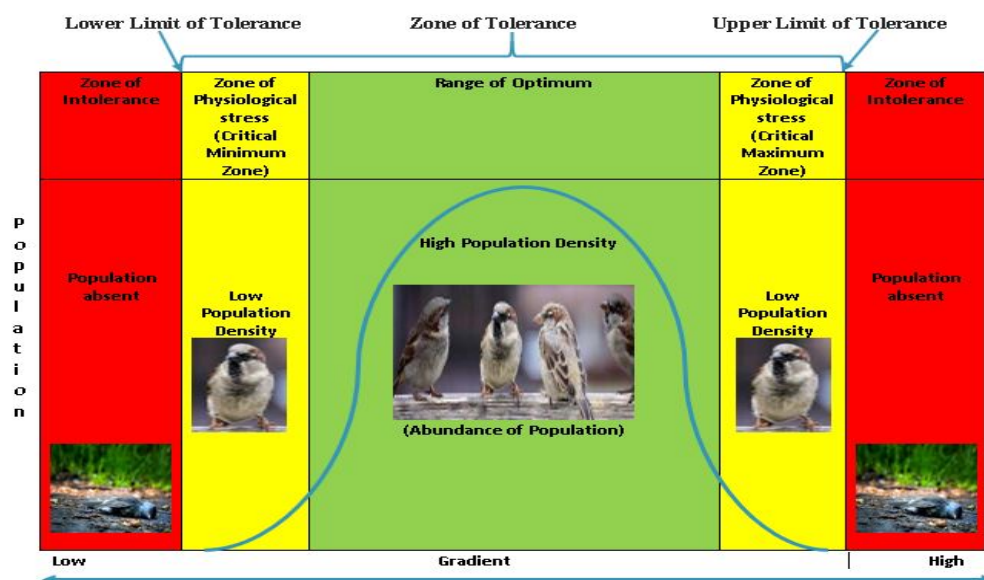 Lower Limit of Tolerance
Zone of Tolerance
Upper Limit of Tolerance
Zone of
Intolerance
Zone of
Physiological
stress
(Critical
Minimum
Zone)
Range of Optimum
Zone of
Physiological
stress
(Critical
Maximum
Zone)
Zone of
Intolerance
Population
Population
absent
Low
Population
Density
High Population Density
(Abundance of Population)
Low
Population
Density
Population
absent
Low
Gradient
High